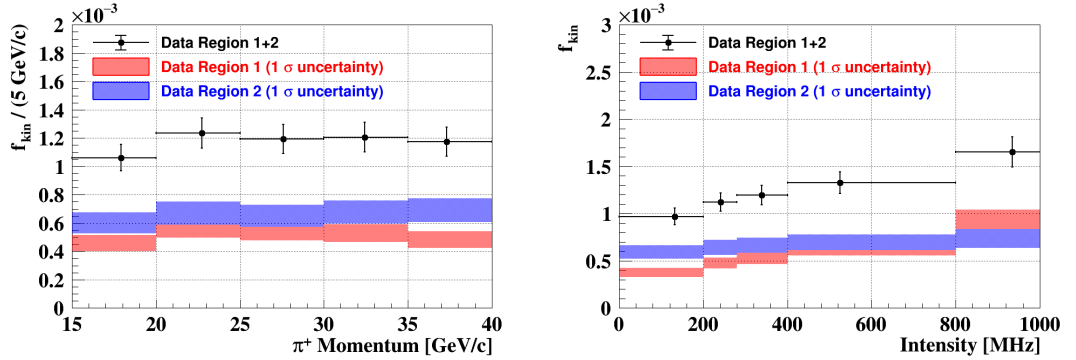 ×10⁻³
f_kin / (5 GeV/c)
2
1.8
1.6
1.4
1.2
1
0.8
0.6
0.4
0.2
0
Data Region 1+2
Data Region 1 (1 σ uncertainty)
Data Region 2 (1 σ uncertainty)
15 20 25 30 35 40
π⁺ Momentum [GeV/c]
×10⁻³
f_kin
3
2.5
2
1.5
1
0.5
0
Data Region 1+2
Data Region 1 (1 σ uncertainty)
Data Region 2 (1 σ uncertainty)
0 200 400 600 800 1000
Intensity [MHz]